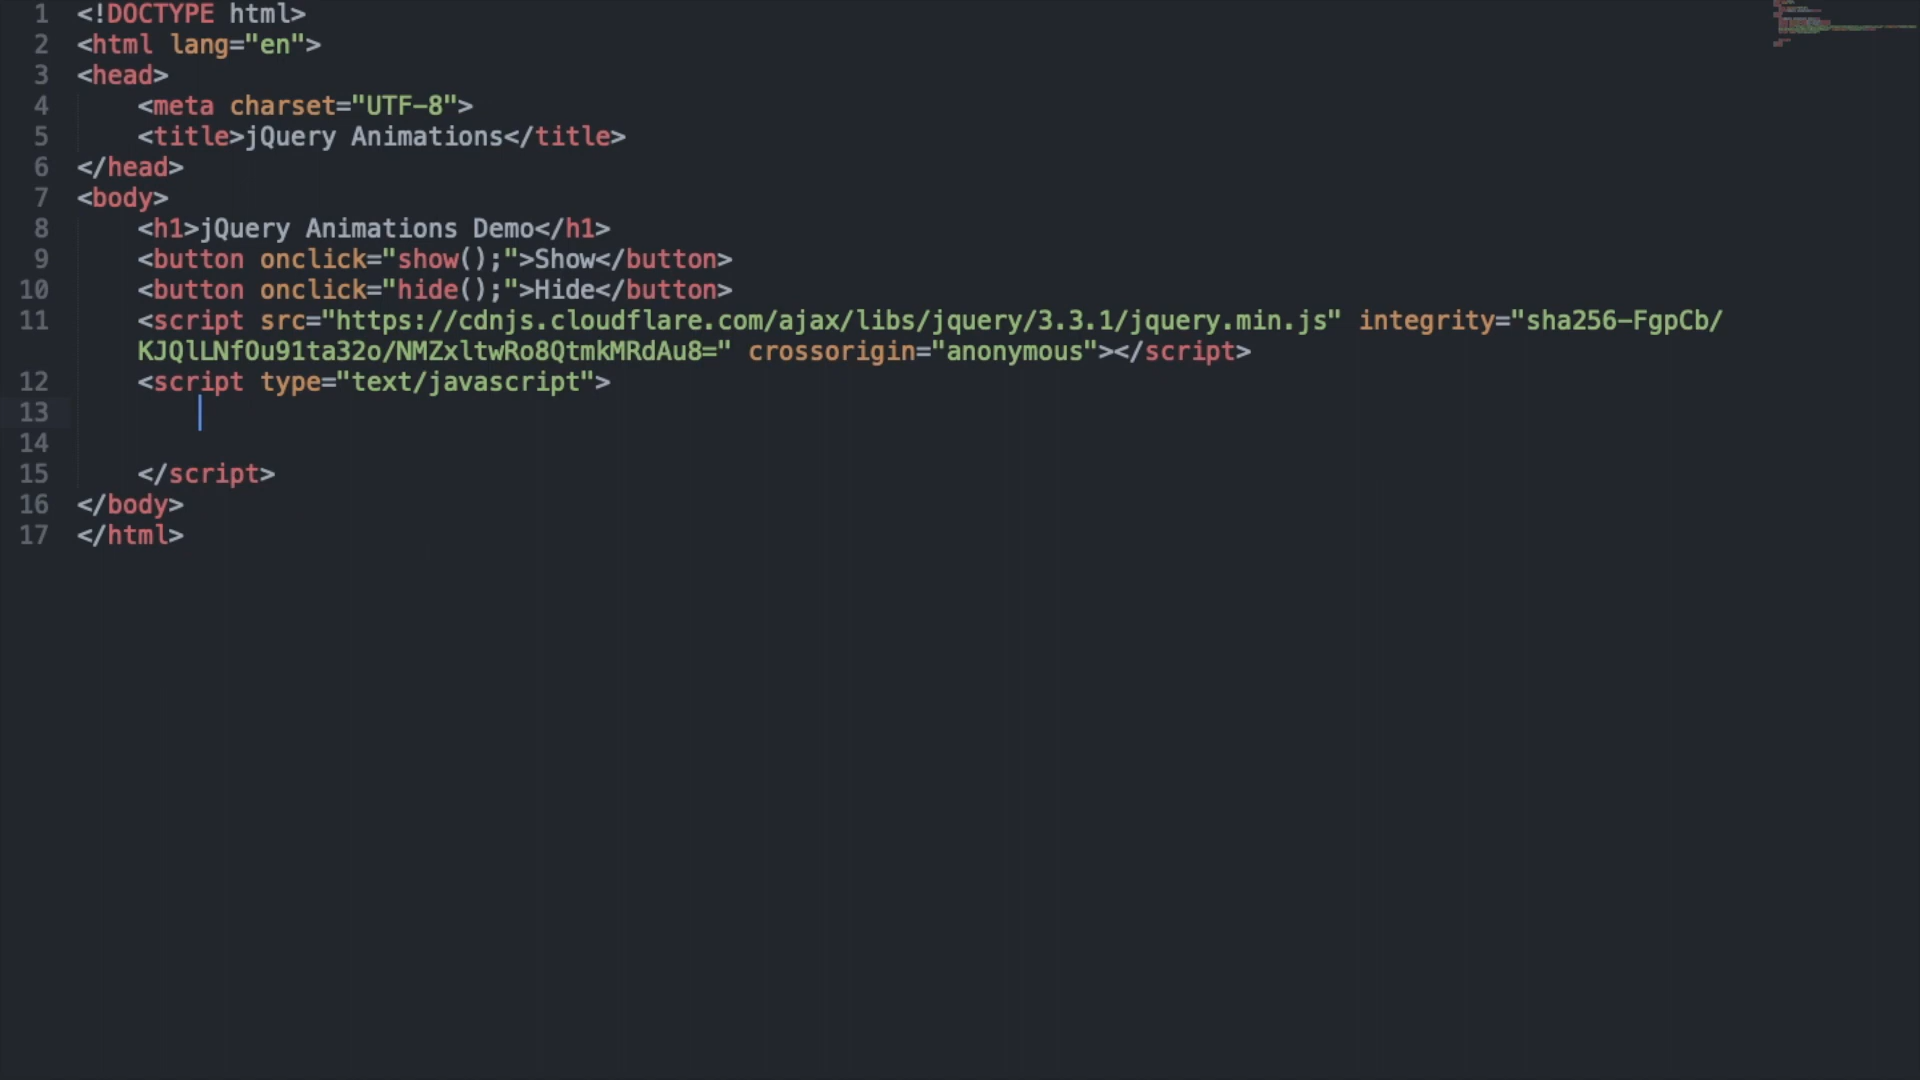 1 <!DOCTYPE html>
2 <html lang="en">
3 <head>
4     <meta charset="UTF-8">
5     <title>jQuery Animations</title>
6 </head>
7 <body>
8     <h1>jQuery Animations Demo</h1>
9     <button onclick="show();">Show</button>
10     <button onclick="hide();">Hide</button>
11     <script src="https://cdnjs.cloudflare.com/ajax/libs/jquery/3.3.1/jquery.min.js" integrity="sha256-FgpCb/
KJQlLNfOu91ta32o/NMZxltwRo8QtmkMRdAu8=" crossorigin="anonymous"></script>
12     <script type="text/javascript">
13
14
15     </script>
16 </body>
17 </html>